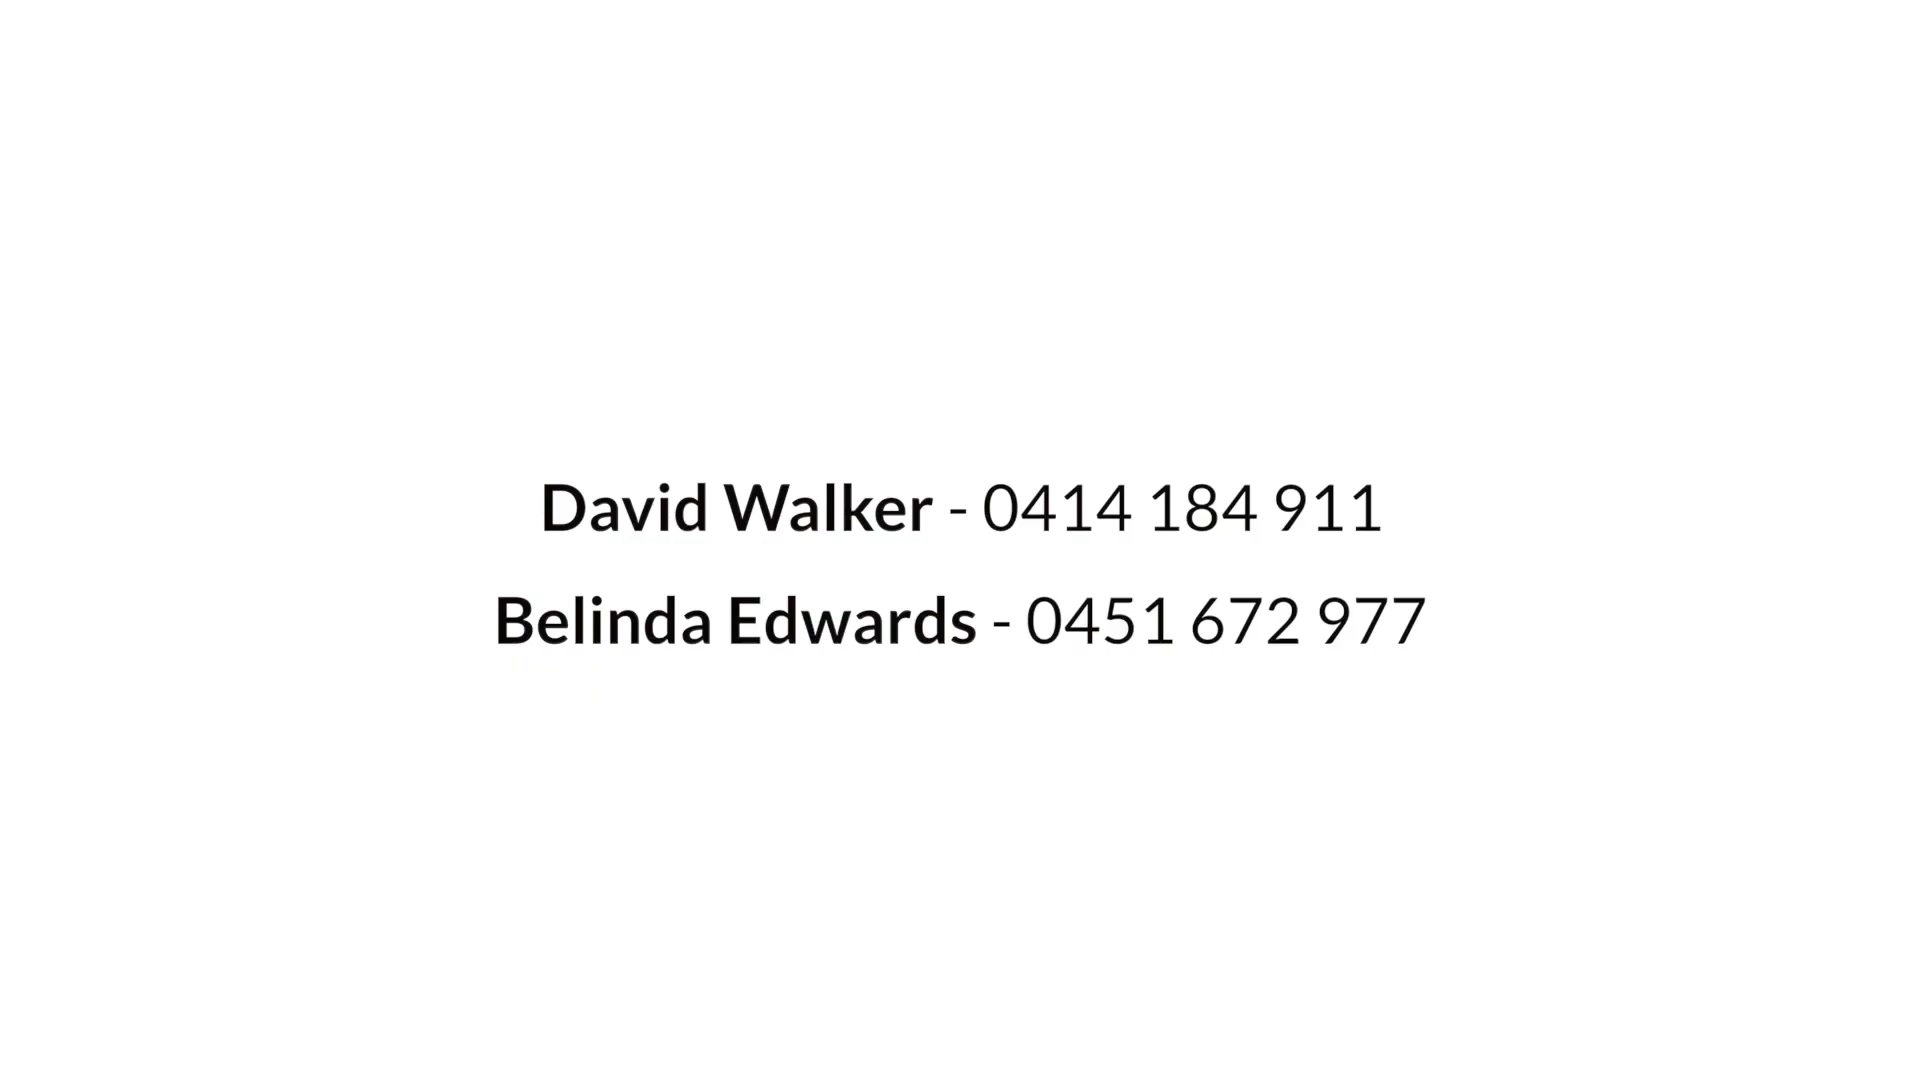 David Walker - 0414 184 911
Belinda Edwards - 0451 672 977